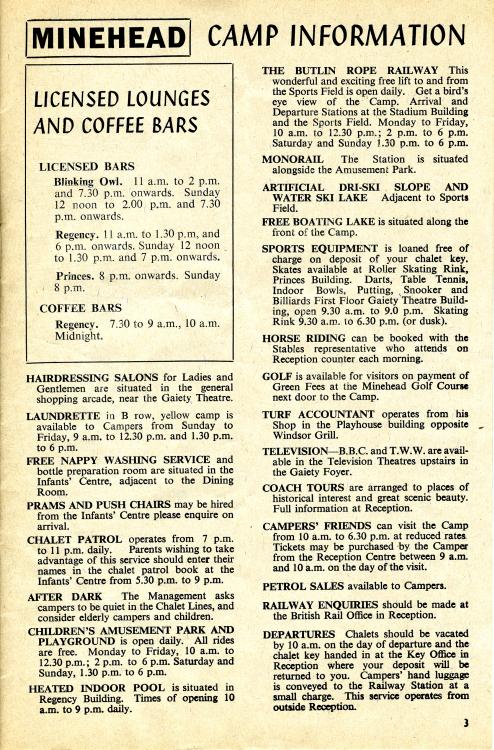 MINEHEAD CAMP INFORMATION
LICENSED LOUNGES
AND COFFEE BARS
LICENSED BARS
Blinking Owl. 11 a.m. to 2 p.m.
and 7.30 p.m. onwards. Sunday
12 noon to 2.00 p.m. and 7.30
p.m. onwards.
Regency. 11 a.m. to 1.30 p.m, and
6 p.m. onwards. Sunday 12 noon
to 1.30 p.m. and 7 p.m. onwards.
Princes. 8 p.m. onwards. Sunday
8 p.m.
COFFEE BARS
Regency. 7.30 to 9 a.m., 10 a.m.
Midnight.
HAIRDRESSING SALONS for Ladies and
Gentlemen are situated in the general
shopping arcade, near the Gaiety Theatre.
LAUNDRETTE in B row, yellow camp is
available to Campers from Sunday to
Friday, 9 a.m. to 12.30 p.m. and 1.30 p.m.
to 6 p.m.
FREE NAPPY WASHING SERVICE and
bottle preparation room are situated in the
Infants' Centre, adjacent to the Dining
Room.
PRAMS AND PUSH CHAIRS may be hired
from the Infants' Centre please enquire on
arrival.
CHALET PATROL operates from 7 p.m.
to 11 p.m. daily. Parents wishing to take
advantage of this service should enter their
names in the chalet patrol book at the
Infants' Centre from 5.30 p.m. to 9 p.m.
AFTER DARK The Management asks
campers to be quiet in the Chalet Lines, and
consider elderly campers and children.
CHILDREN'S AMUSEMENT PARK AND
PLAYGROUND is open daily. All rides
are free. Monday to Friday, 10 a.m. to
12.30 p.m.; 2 p.m. to 6 p.m. Saturday and
Sunday, 1.30 p.m. to 6 p.m.
HEATED INDOOR POOL is situated in
Regency Building. Times of opening 10
a.m. to 9 p.m. daily.
THE BUTLIN ROPE RAILWAY This
wonderful and exciting free lift to and from
the Sports Field is open daily. Get a bird's
eye view of the Camp. Arrival and
Departure Stations at the Stadium Building
and the Sports Field. Monday to Friday,
10 a.m. to 12.30 p.m.; 2 p.m. to 6 p.m.
Saturday and Sunday 1.30 p.m. to 6 p.m.
MONORAIL The Station is situated
alongside the Amusement Park.
ARTIFICIAL DRI-SKI SLOPE AND
WATER SKI LAKE Adjacent to Sports
Field.
FREE BOATING LAKE is situated along the
front of the Camp.
SPORTS EQUIPMENT is loaned free of
charge on deposit of your chalet key.
Skates available at Roller Skating Rink,
Princes Building. Darts, Table Tennis,
Indoor Bowls, Putting, Snooker and
Billiards First Floor Gaiety Theatre Build-
ing, open 9.30 a.m. to 9.0 p.m. Skating
Rink 9.30 a.m. to 6.30 p.m. (or dusk).
HORSE RIDING can be booked with the
Stables representative who attends on
Reception counter each morning.
GOLF is available for visitors on payment of
Green Fees at the Minehead Golf Course
next door to the Camp.
TURF ACCOUNTANT operates from his
Shop in the Playhouse building opposite
Windsor Grill.
TELEVISION—B.B.C. and T.W.W. are avail-
able in the Television Theatres upstairs in
the Gaiety Foyer.
COACH TOURS are arranged to places of
historical interest and great scenic beauty.
Full information at Reception.
CAMPERS' FRIENDS can visit the Camp
from 10 a.m. to 6.30 p.m. at reduced rates.
Tickets may be purchased by the Camper
from the Reception Centre between 9 a.m.
and 10 a.m. on the day of the visit.
PETROL SALES available to Campers.
RAILWAY ENQUIRIES should be made at
the British Rail Office in Reception.
DEPARTURES Chalets should be vacated
by 10 a.m. on the day of departure and the
chalet key handed in at the Key Office in
Reception where your deposit will be
returned to you. Campers' hand luggage
is conveyed to the Railway Station at a
small charge. This service operates from
outside Reception.
3